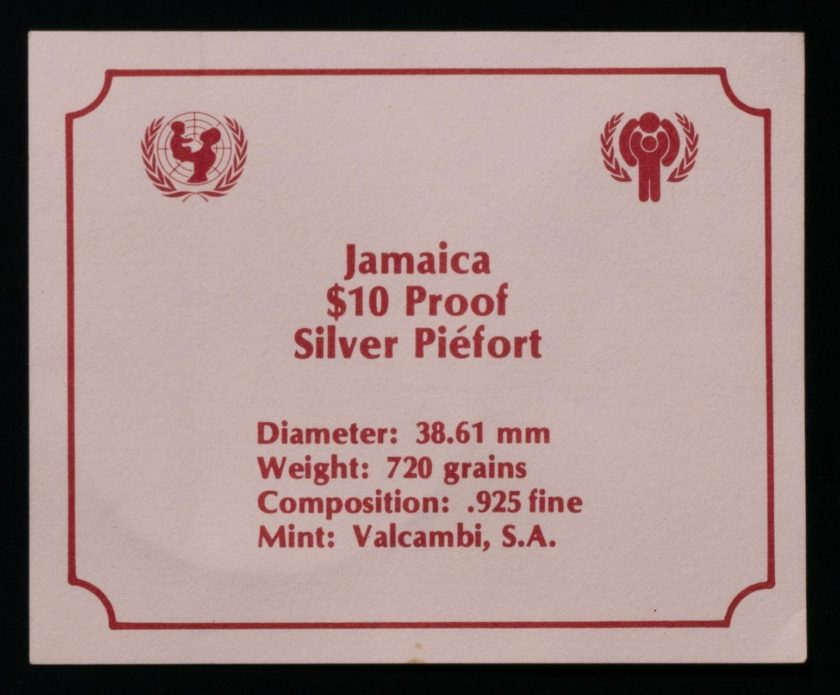 Jamaica
$10 Proof
Silver Piéfort
Diameter: 38.61 mm
Weight: 720 grains
Composition: .925 fine
Mint: Valcambi, S.A.